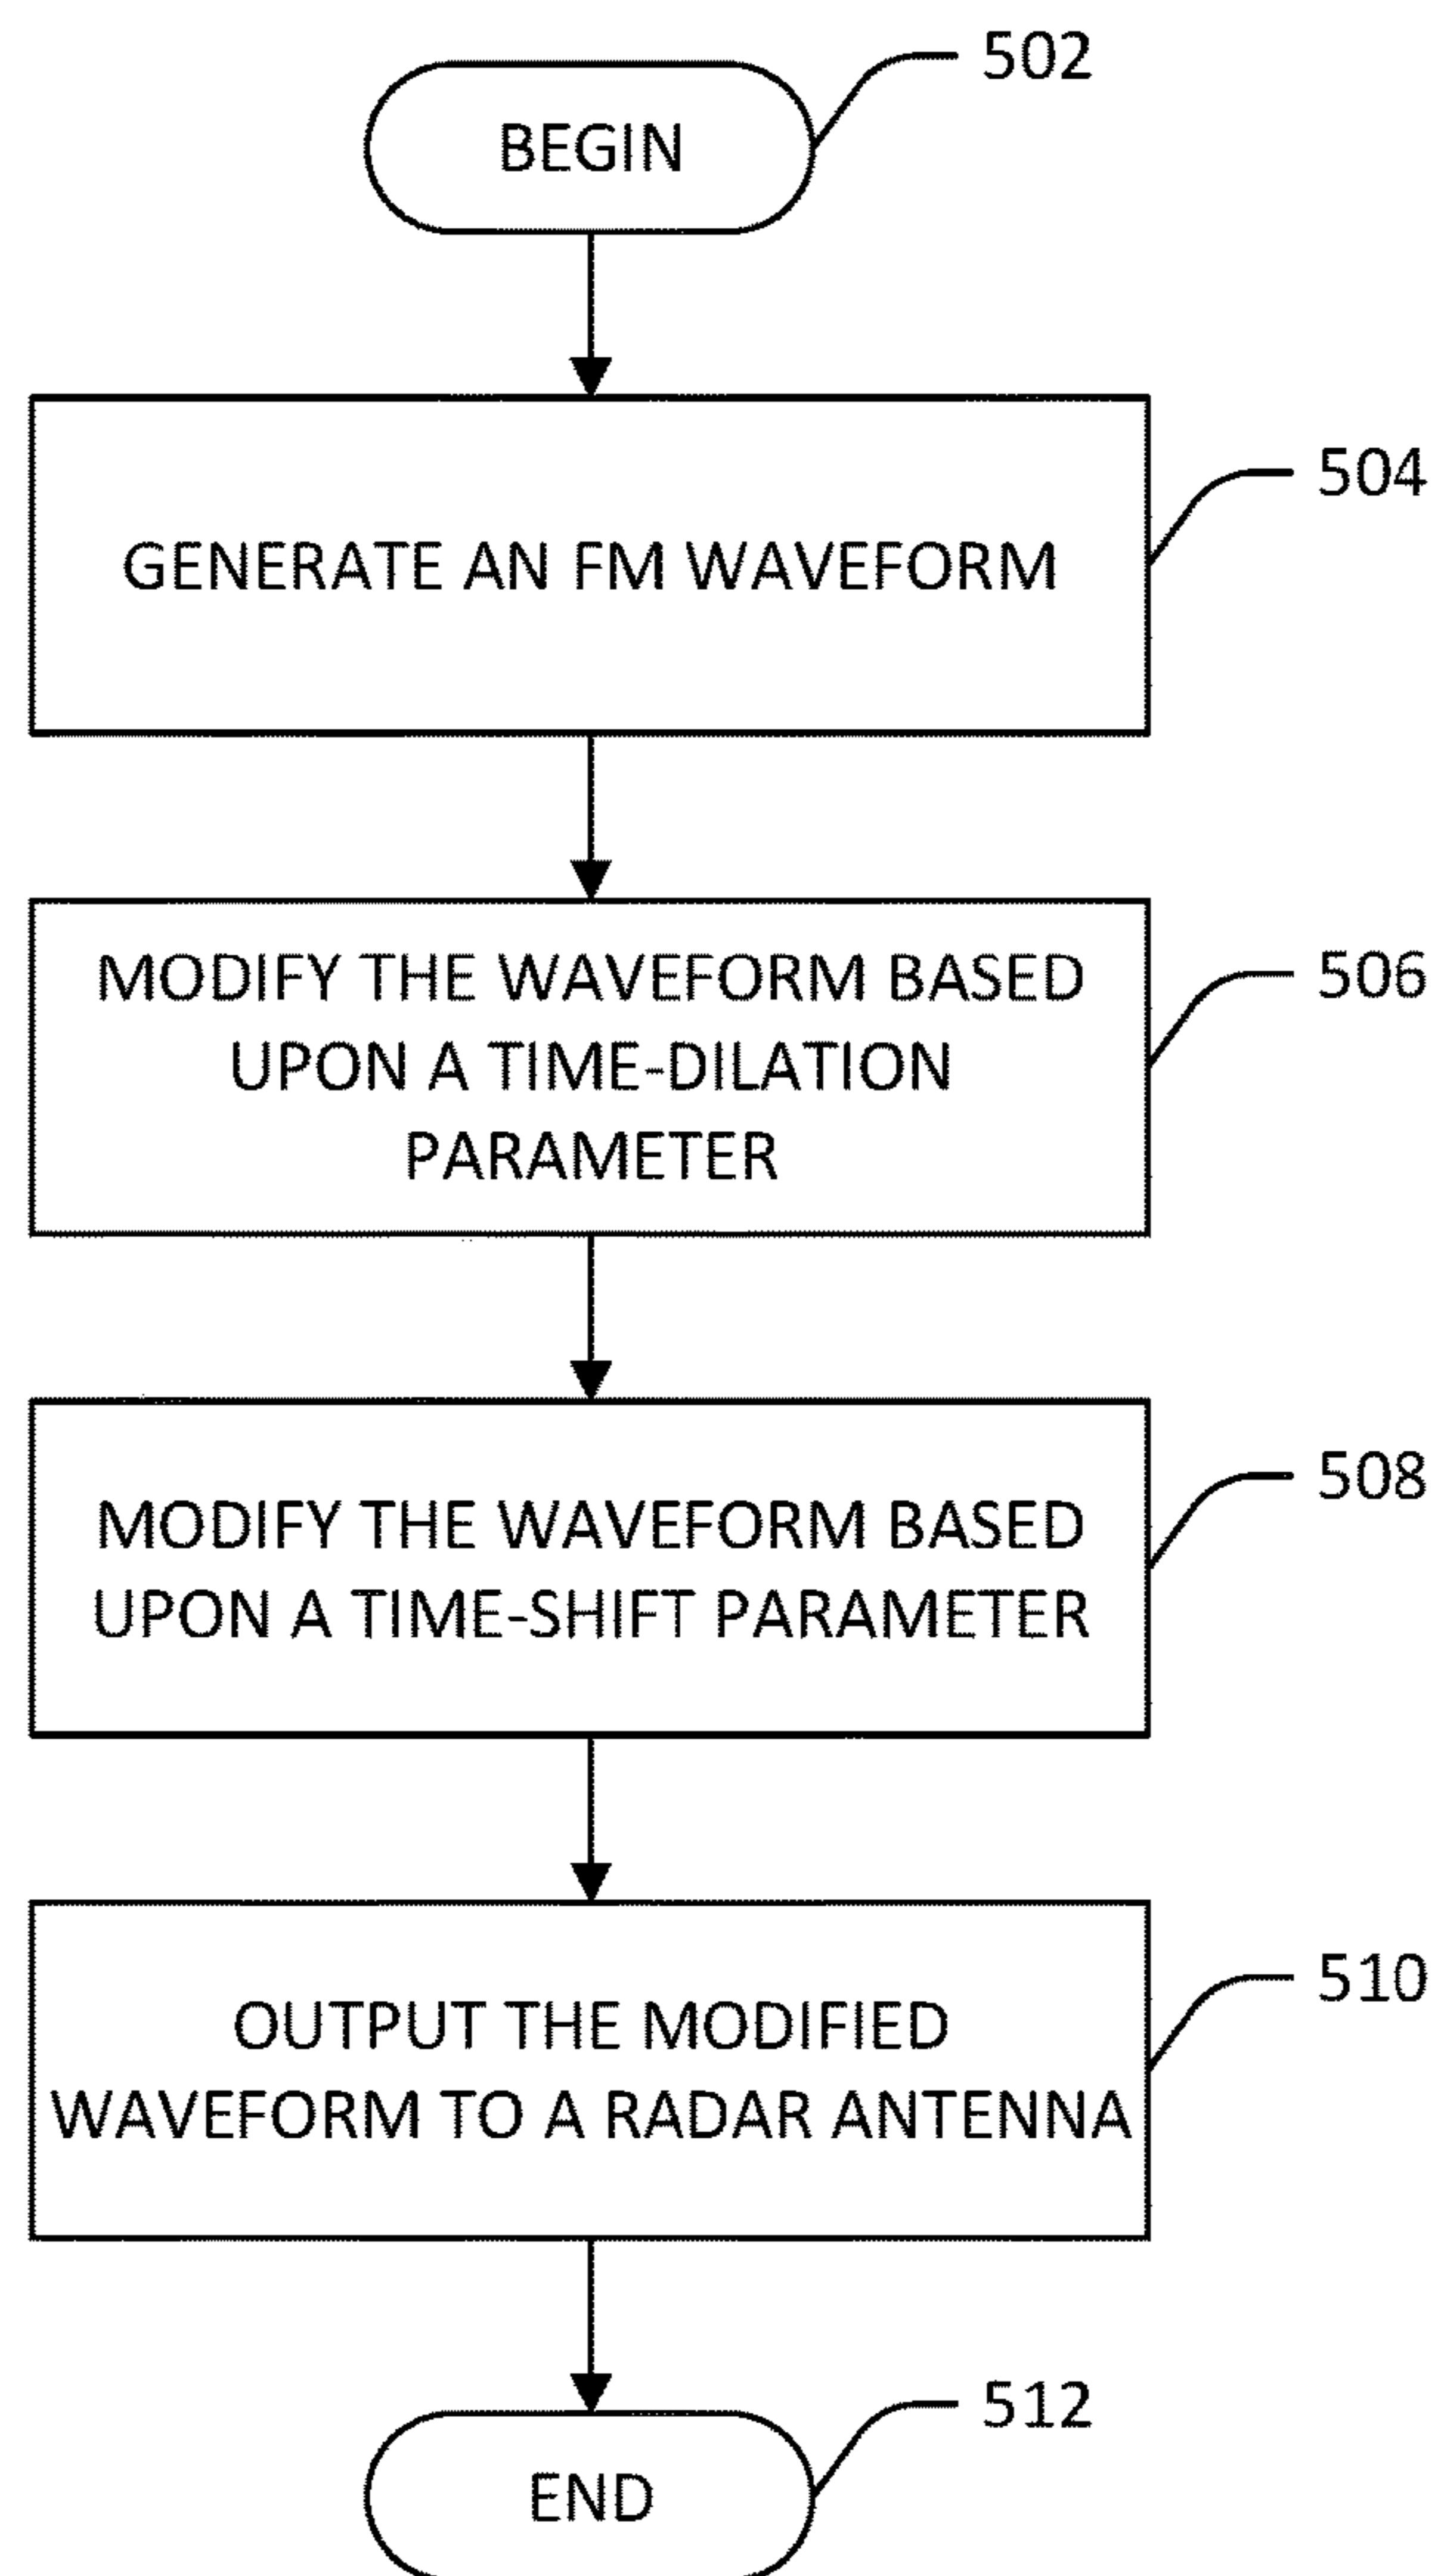 502
BEGIN
504
GENERATE AN FM WAVEFORM
506
MODIFY THE WAVEFORM BASED
UPON A TIME-DILATION
PARAMETER
508
MODIFY THE WAVEFORM BASED
UPON A TIME-SHIFT PARAMETER
510
OUTPUT THE MODIFIED
WAVEFORM TO A RADAR ANTENNA
512
END